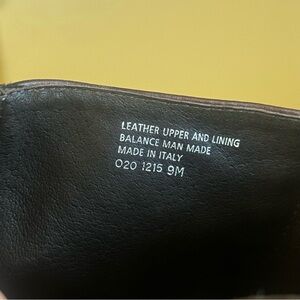 LEATHER UPPER AND LINING
BALANCE MAN MADE
MADE IN ITALY
020 1215 9M